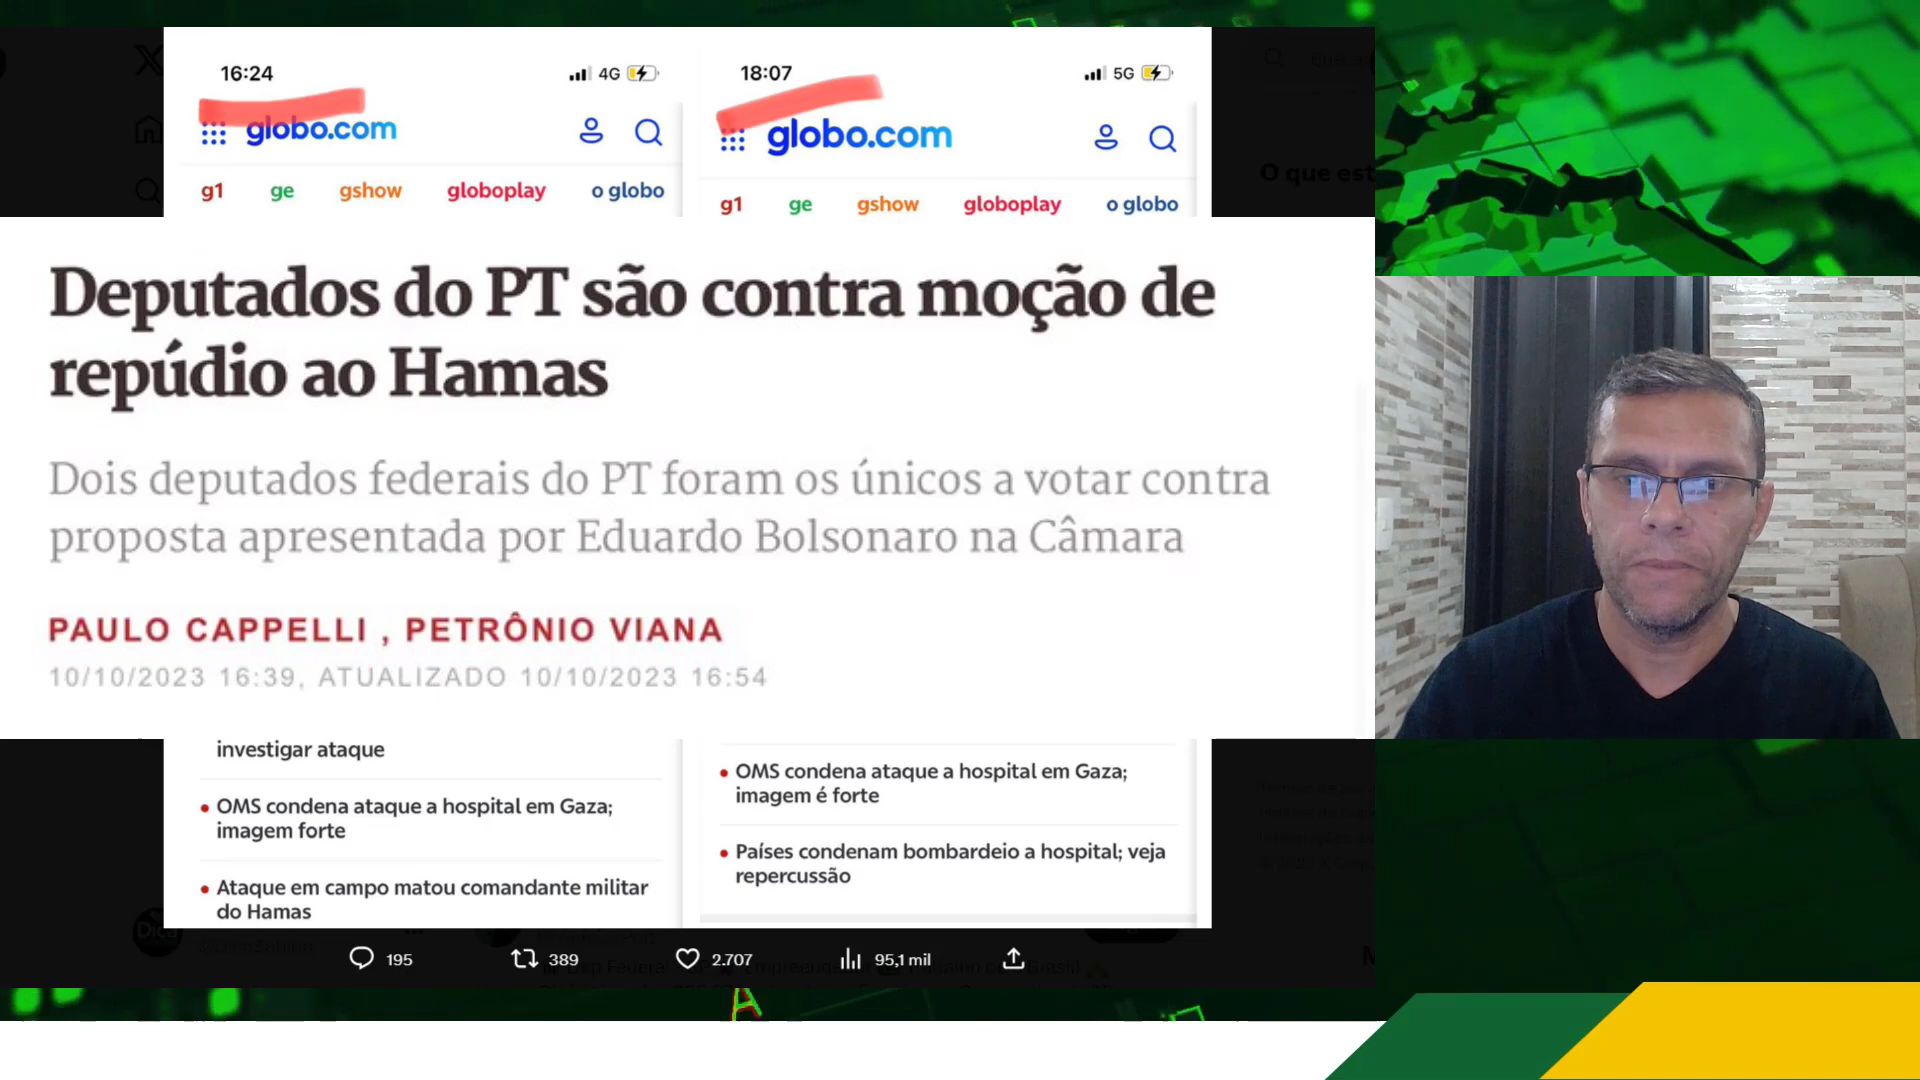 16:24
4G
globo.com
g1 ge gshow globoplay o globo
18:07
5G
globo.com
g1 ge gshow globoplay o globo
O que est
Deputados do PT são contra moção de
repúdio ao Hamas
Dois deputados federais do PT foram os únicos a votar contra
proposta apresentada por Eduardo Bolsonaro na Câmara
PAULO CAPPELLI , PETRÔNIO VIANA
10/10/2023 16:39, ATUALIZADO 10/10/2023 16:54
investigar ataque
OMS condena ataque a hospital em Gaza;
imagem forte
Ataque em campo matou comandante militar
do Hamas
OMS condena ataque a hospital em Gaza;
imagem é forte
Países condenam bombardeio a hospital; veja
repercussão
195 389 2.707 95,1 mil